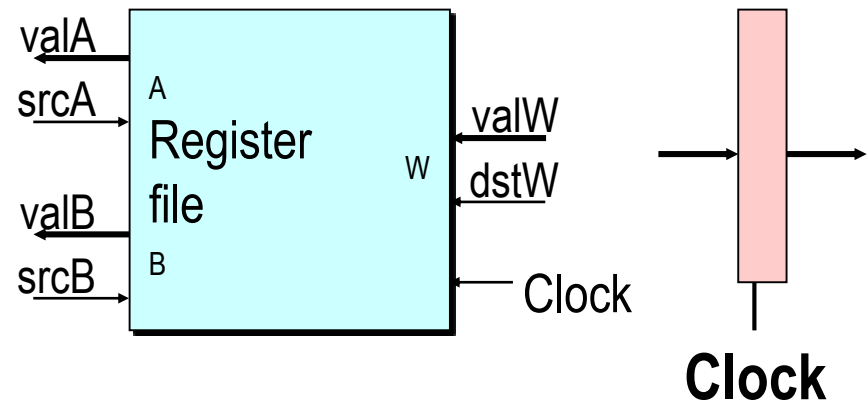 valA
srcA
A
Register
file
valB
srcB
B
W
valW
dstW
Clock
Clock